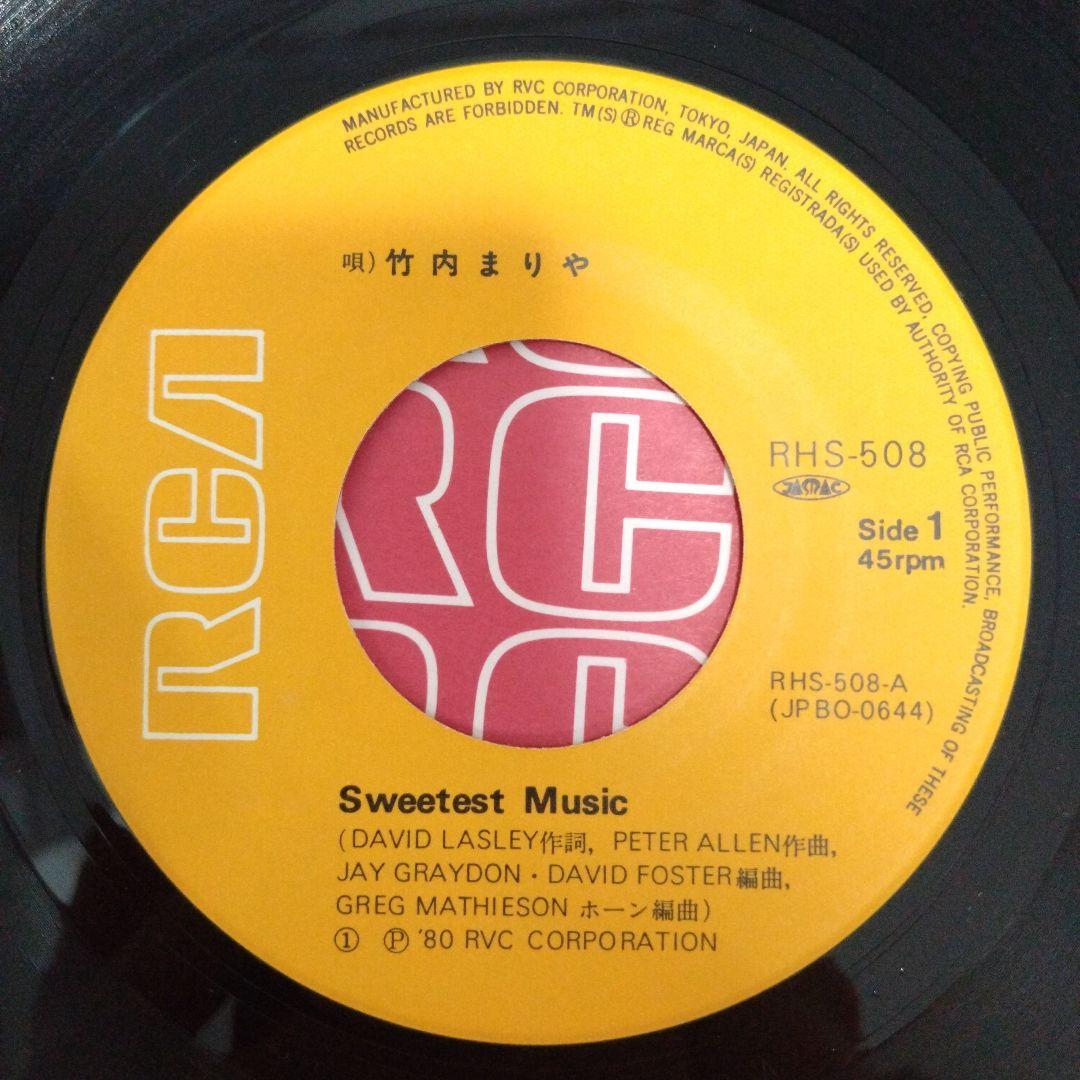 MANUFACTURED BY RVC CORPORATION, TOKYO, JAPAN. ALL RIGHTS RESERVED, COPYING PUBLIC PERFORMANCE, BROADCASTING OF THESE
RECORDS ARE FORBIDDEN. TM(S)®REG MARCA(S) REGISTRADA(S) USED BY AUTHORITY OF RCA CORPORATION.
唄)竹内まりや
RCA
RC
RHS-508
JASRAC
Side 1
45rpm
RHS-508-A
(JPBO-0644)
Sweetest Music
(DAVID LASLEY作詞, PETER ALLEN作曲,
JAY GRAYDON・DAVID FOSTER編曲,
GREG MATHIESON ホーン編曲)
① Ⓟ '80 RVC CORPORATION